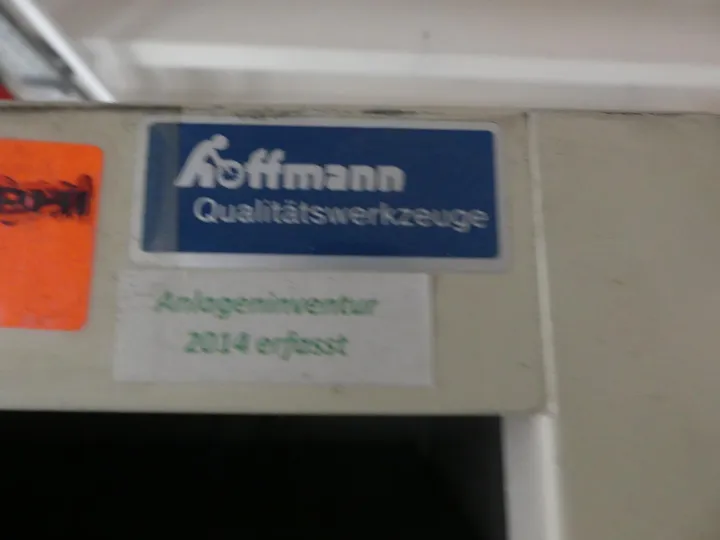 hoffmann
Qualitätswerkzeuge
Anlageninventur
2014 erfasst